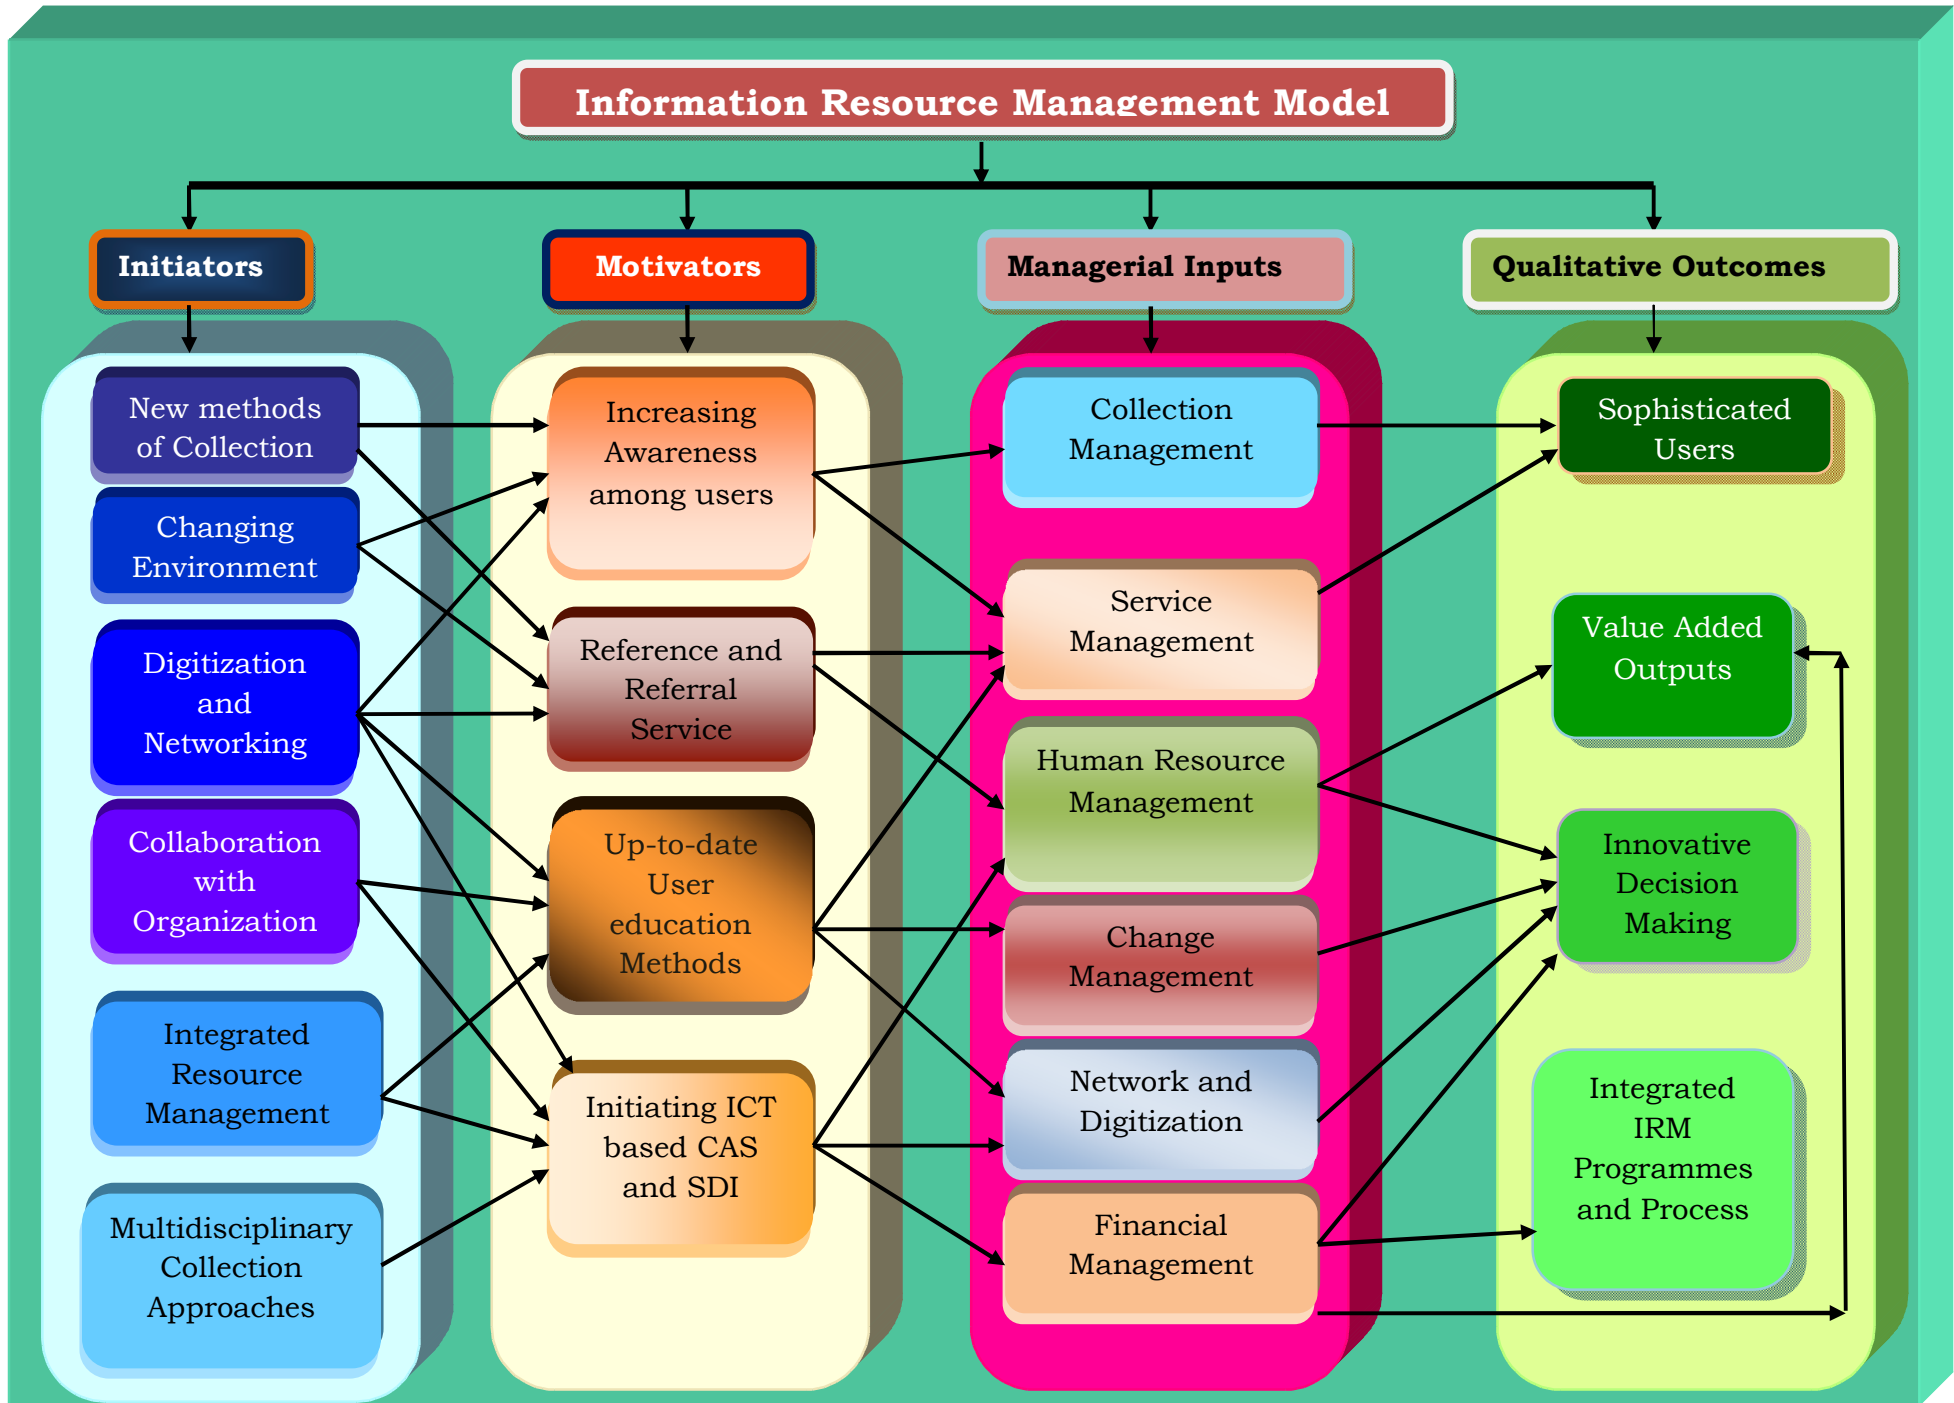 Information Resource Management Model
Initiators
Motivators
Managerial Inputs
Qualitative Outcomes
New methods
of Collection
Changing
Environment
Digitization
and
Networking
Collaboration
with
Organization
Integrated
Resource
Management
Multidisciplinary
Collection
Approaches
Increasing
Awareness
among users
Reference and
Referral
Service
Up-to-date
User
education
Methods
Initiating ICT
based CAS
and SDI
Collection
Management
Service
Management
Human Resource
Management
Change
Management
Network and
Digitization
Financial
Management
Sophisticated
Users
Value Added
Outputs
Innovative
Decision
Making
Integrated
IRM
Programmes
and Process